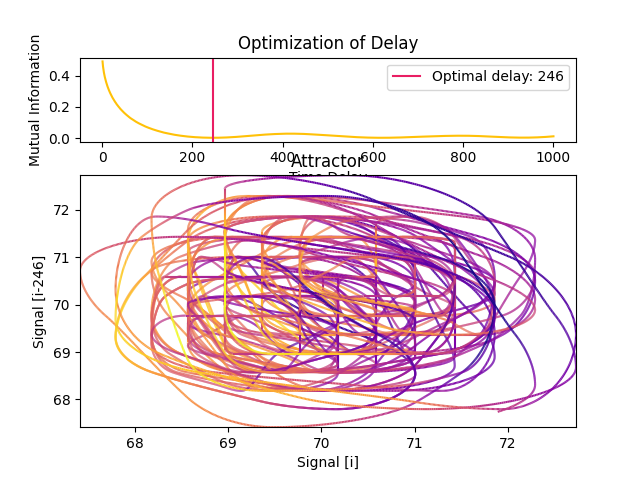 Optimization of Delay
Mutual Information
0.4
0.2
0.0
Optimal delay: 246
0 200 400 600 800 1000
Time Delay
Attractor
Signal [i-246]
72
71
70
69
68
68 69 70 71 72
Signal [i]